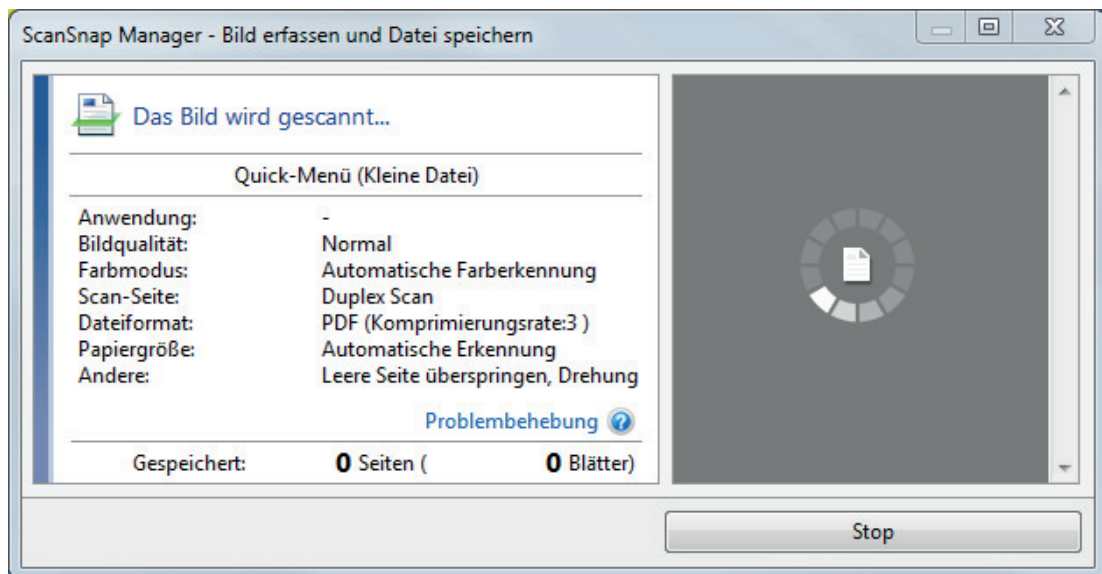 ScanSnap Manager - Bild erfassen und Datei speichern
Das Bild wird gescannt...
Quick-Menü (Kleine Datei)
Anwendung: -
Bildqualität: Normal
Farbmodus: Automatische Farberkennung
Scan-Seite: Duplex Scan
Dateiformat: PDF (Komprimierungsrate:3 )
Papiergröße: Automatische Erkennung
Andere: Leere Seite überspringen, Drehung
Problembehebung ?
Gespeichert: 0 Seiten ( 0 Blätter)
Stop